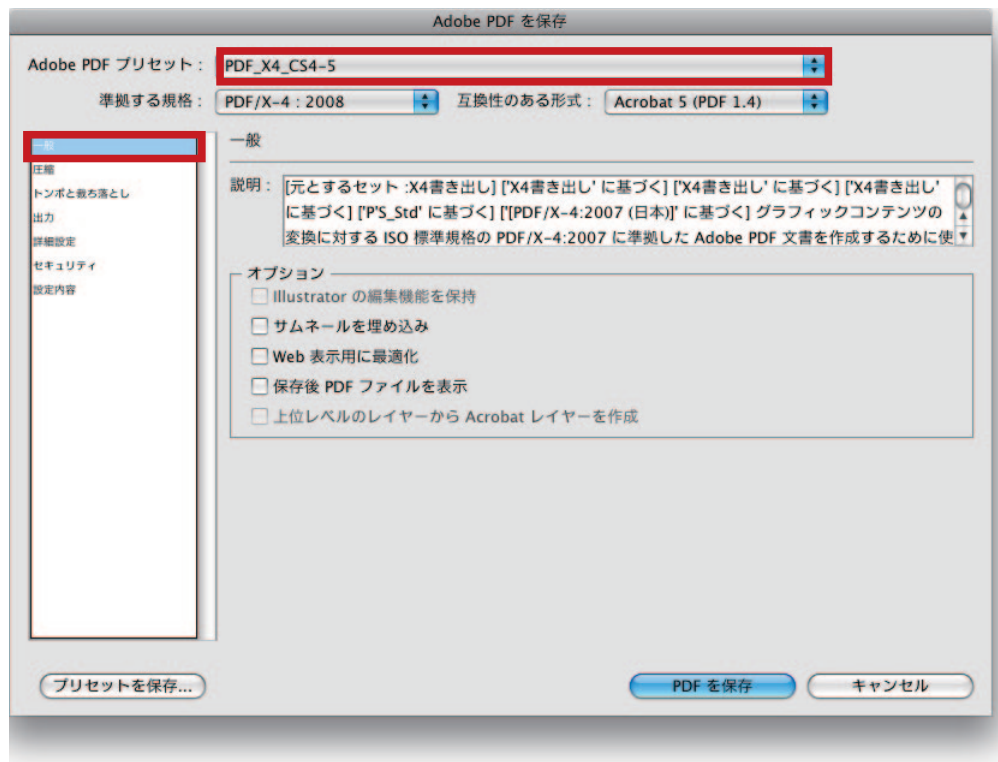 Adobe PDF を保存
Adobe PDF プリセット : PDF_X4_CS4-5
準拠する規格 : PDF/X-4 : 2008 互換性のある形式 : Acrobat 5 (PDF 1.4)
一般
圧縮
トンボと裁ち落とし
出力
詳細設定
セキュリティ
設定内容
一般
説明 : [元とするセット :X4書き出し] ['X4書き出し' に基づく] ['X4書き出し' に基づく] ['X4書き出し'
に基づく] ['P'S_Std' に基づく] ['[PDF/X-4:2007 (日本)]' に基づく] グラフィックコンテンツの
変換に対する ISO 標準規格の PDF/X-4:2007 に準拠した Adobe PDF 文書を作成するために使
オプション
Illustrator の編集機能を保持
サムネールを埋め込み
Web 表示用に最適化
保存後 PDF ファイルを表示
上位レベルのレイヤーから Acrobat レイヤーを作成
プリセットを保存... PDF を保存 キャンセル